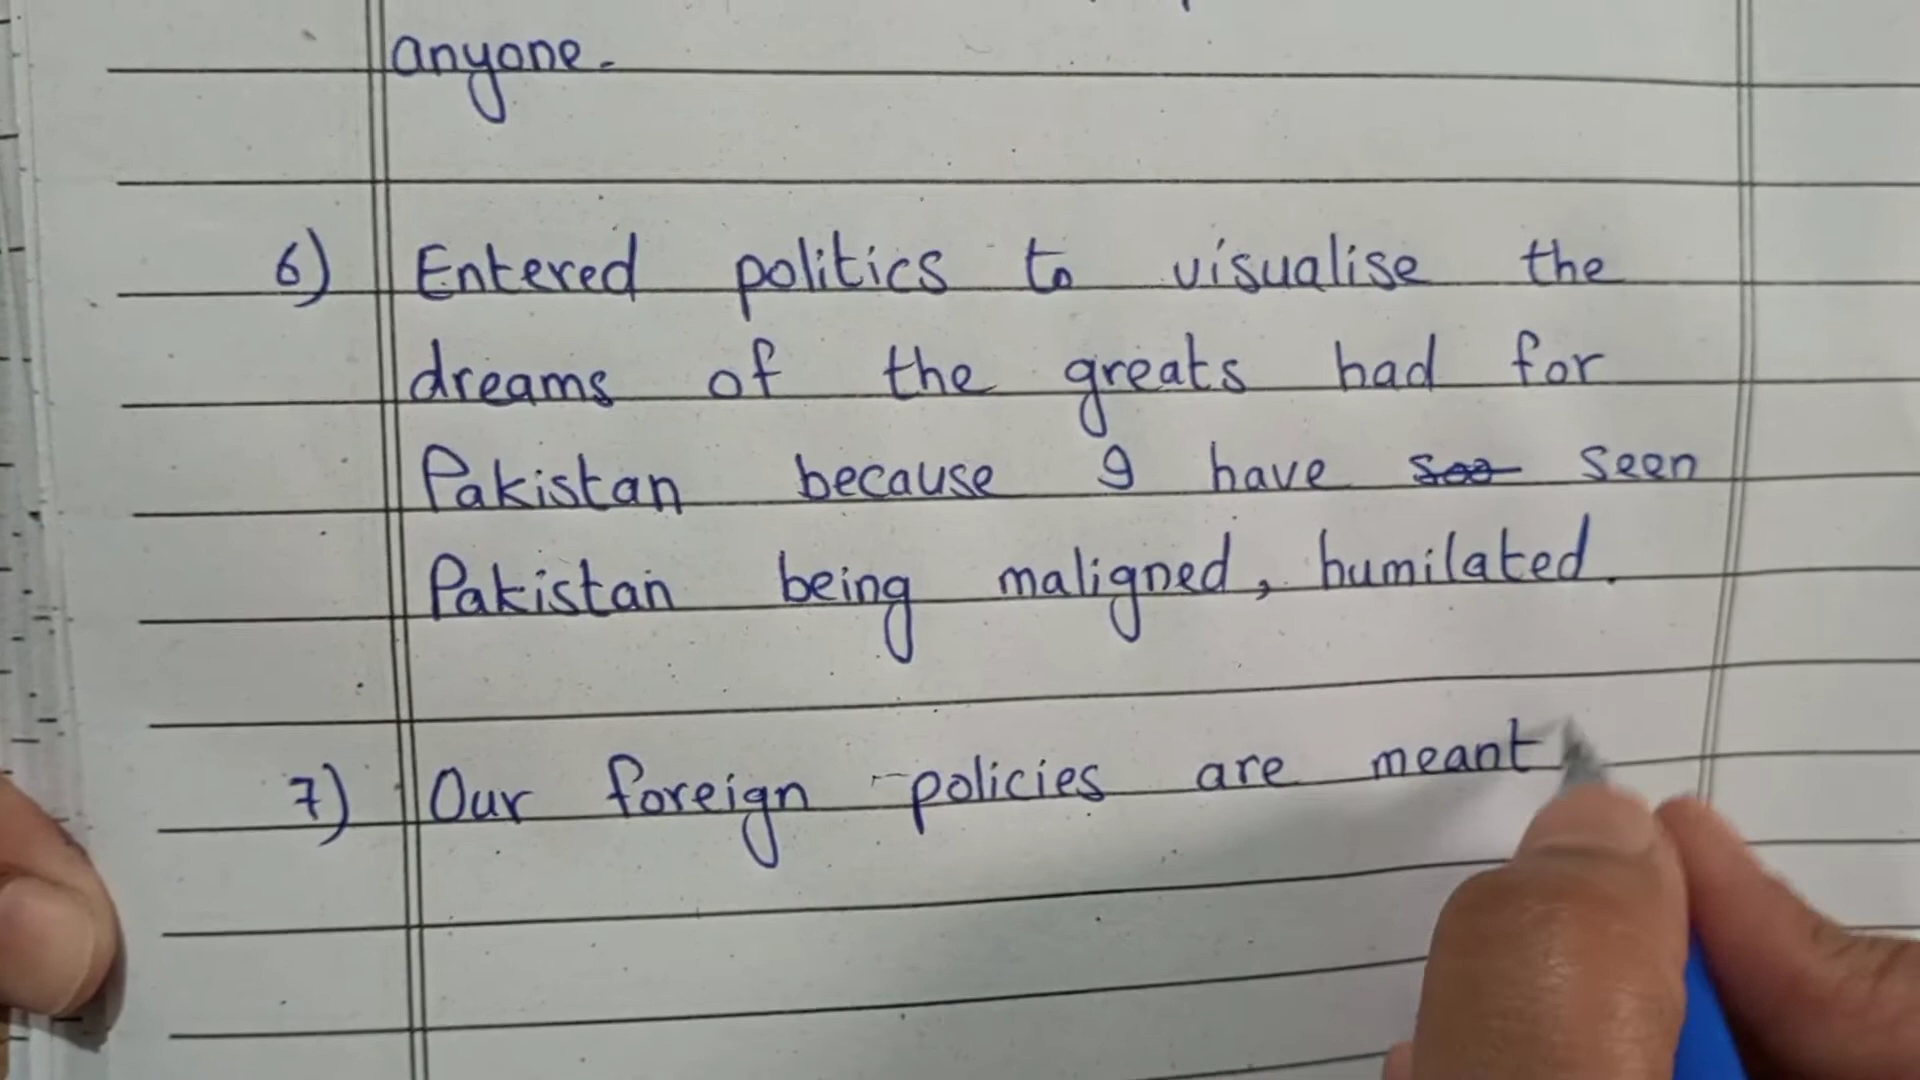 anyone.
6) Entered politics to visualise the
dreams of the greats had for
Pakistan because I have see seen
Pakistan being maligned, humilated.
7) Our foreign policies are meant